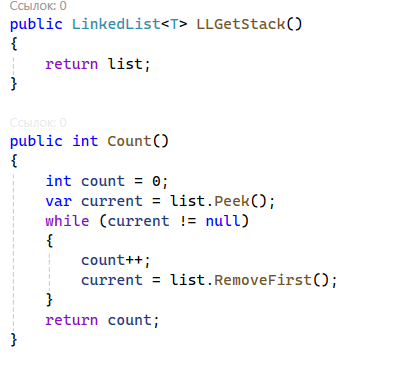 Ссылок: 0
public LinkedList<T> LLGetStack()
{
return list;
}
Ссылок: 0
public int Count()
{
int count = 0;
var current = list.Peek();
while (current != null)
{
count++;
current = list.RemoveFirst();
}
return count;
}